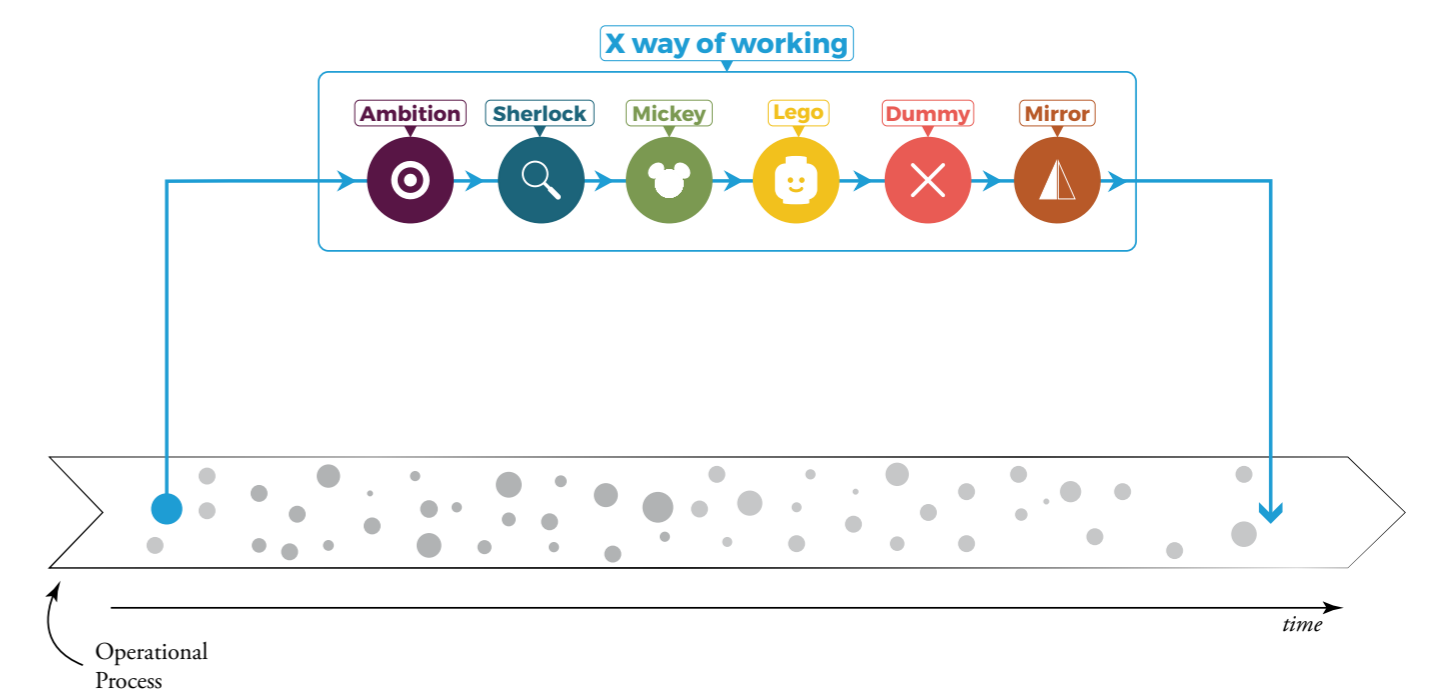 X way of working
Ambition
Sherlock
Mickey
Lego
Dummy
Mirror
time
Operational
Process